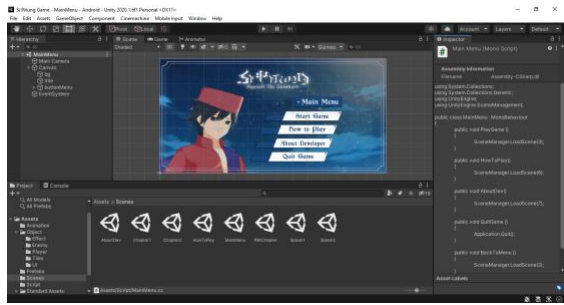 Si Pitung Game - MainMenu - Android - Unity 2020.1.1f1 Personal <DX11>
File Edit Assets GameObject Component Cinemachine Mobile Input Window Help
Pivot Local Account Layers Default
Hierarchy
MainMenu
Main Camera
Canvas
bg
title
buttonMenu
EventSystem
Scene Game Animator
Shaded 2D Gizmos
Main Menu
Start Game
How to Play
About Developer
Quit Game
Project Console
All Models
All Prefabs
Assets
Animation
Object
Effect
Enemy
Player
Tiles
UI
Prefabs
Scenes
Script
Standard Assets
Assets > Scenes
AboutDev Chapter1 Chapter2 HowToPlay MainMenu Splash1 Splash2
Assets/Script/MainMenu.cs
Inspector
Main Menu (Mono Script)
Assembly Information
Filename Assembly-CSharp.dll
using System.Collections;
using System.Collections.Generic;
using UnityEngine;
using UnityEngine.SceneManagement;
public class MainMenu : MonoBehaviour
{
public void PlayGame ()
{
SceneManager.LoadScene(3);
}
public void HowToPlay()
{
SceneManager.LoadScene(6);
}
public void AboutDev()
{
SceneManager.LoadScene(7);
}
public void QuitGame ()
{
Application.Quit();
}
public void BackToMenu ()
{
SceneManager.LoadScene(2);
}
Asset Labels